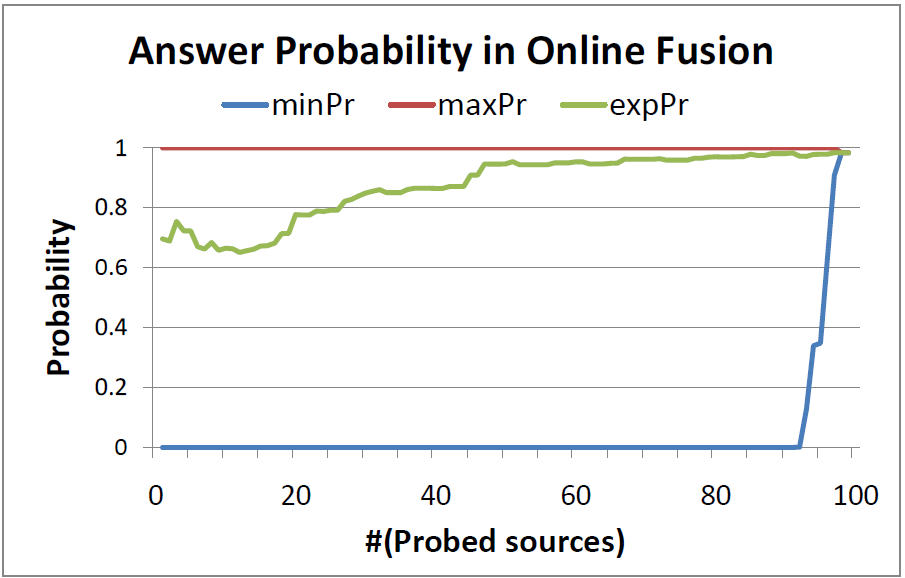 Answer Probability in Online Fusion
minPr maxPr expPr
1
0.8
0.6
0.4
0.2
0
Probability
0 20 40 60 80 100
#(Probed sources)